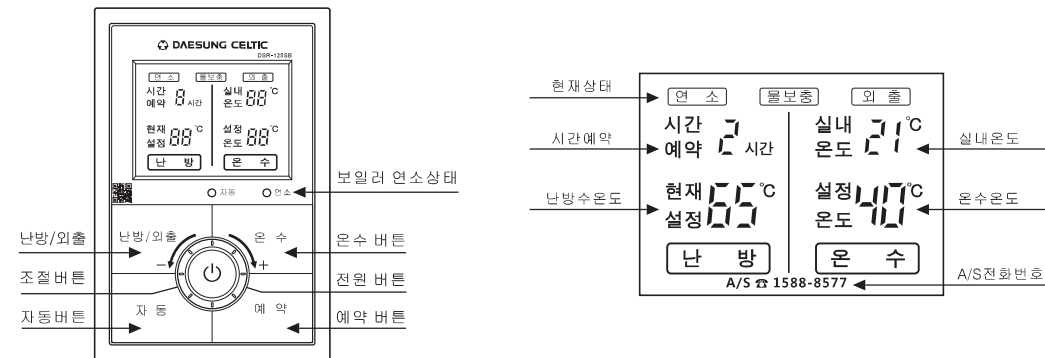 DAESUNG CELTIC
DSR-125SB
연 소 물보충 외 출
시간 예약 8 시간
실내 온도 88 ℃
현재 설정 88 ℃
설정 온도 88 ℃
난 방 온 수
자동 연소
보일러 연소상태
난방/외출
난방/외출
온 수
온수 버튼
조절버튼
− +
전원 버튼
자동버튼
자 동
예 약
예약 버튼
현재상태
연 소 물보충 외 출
시간예약
시간 예약 2 시간
실내 온도 21 ℃
실내온도
난방수온도
현재 설정 65 ℃
설정 온도 40 ℃
온수온도
난 방 온 수
A/S ☎ 1588-8577
A/S전화번호